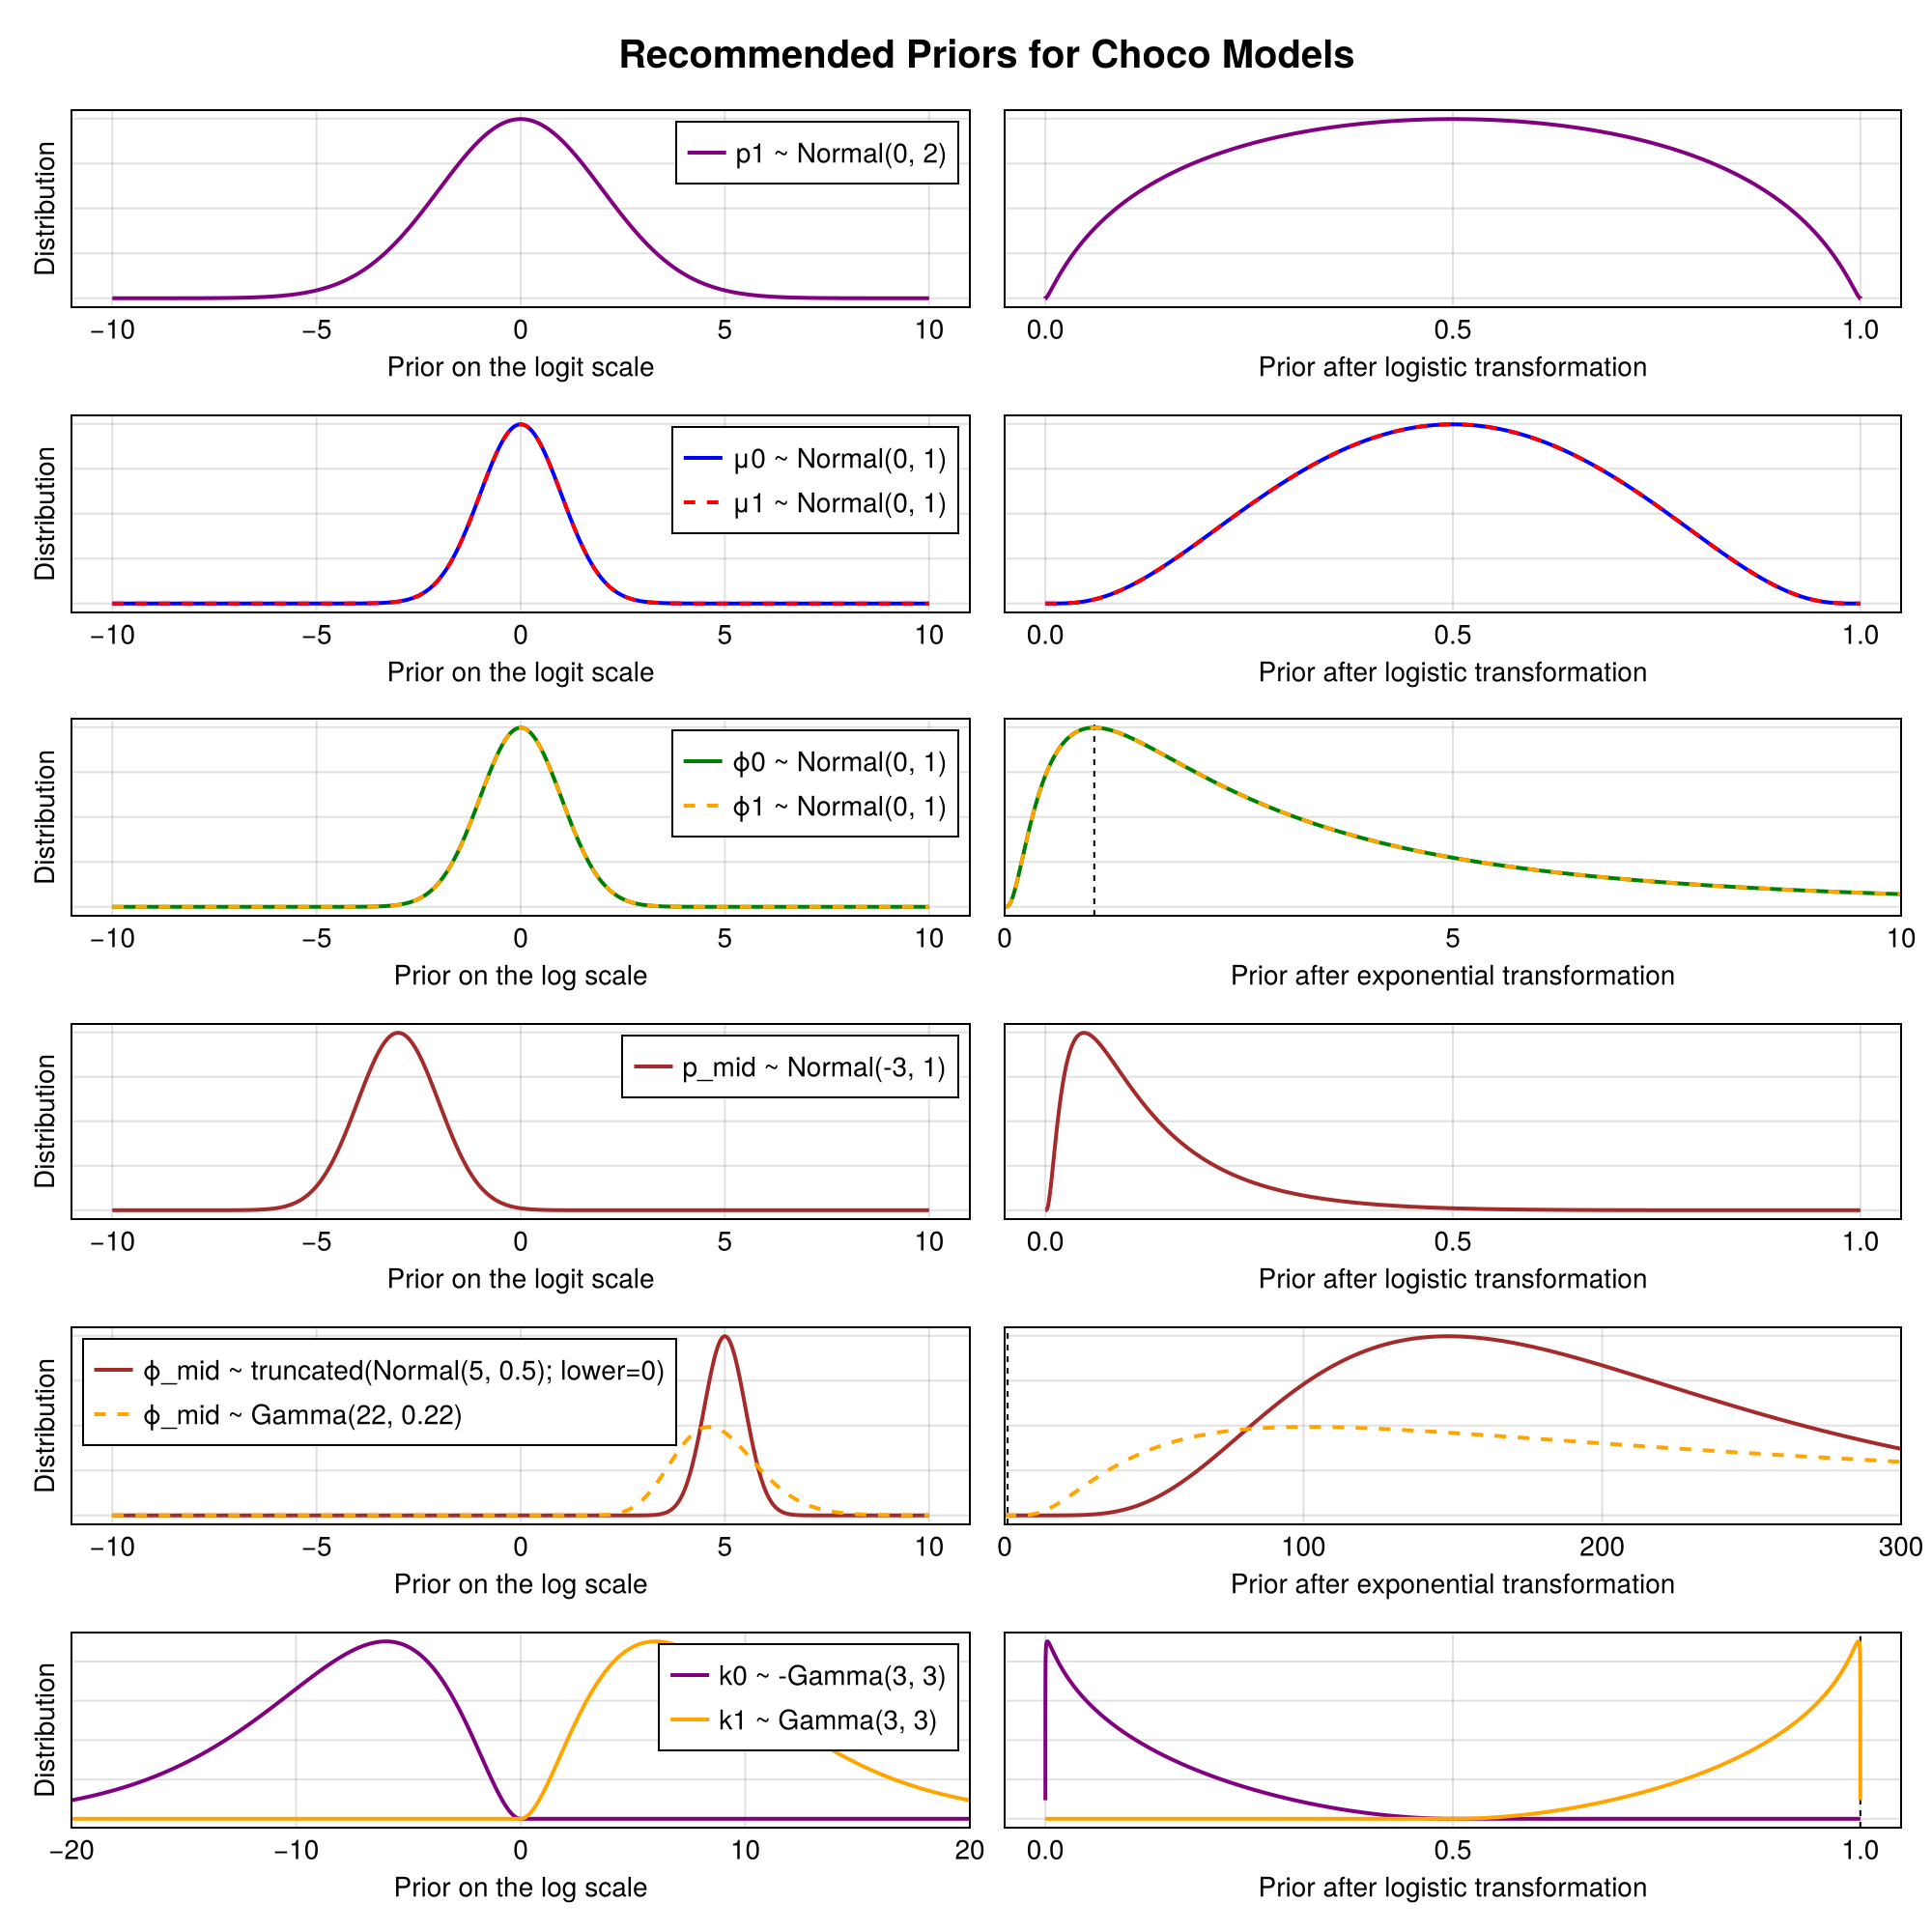 Recommended Priors for Choco Models
Distribution
p1 ~ Normal(0, 2)
−10 −5 0 5 10
Prior on the logit scale
0.0 0.5 1.0
Prior after logistic transformation
Distribution
μ0 ~ Normal(0, 1)
μ1 ~ Normal(0, 1)
−10 −5 0 5 10
Prior on the logit scale
0.0 0.5 1.0
Prior after logistic transformation
Distribution
ϕ0 ~ Normal(0, 1)
ϕ1 ~ Normal(0, 1)
−10 −5 0 5 10
Prior on the log scale
0 5 10
Prior after exponential transformation
Distribution
p_mid ~ Normal(-3, 1)
−10 −5 0 5 10
Prior on the logit scale
0.0 0.5 1.0
Prior after logistic transformation
Distribution
ϕ_mid ~ truncated(Normal(5, 0.5); lower=0)
ϕ_mid ~ Gamma(22, 0.22)
−10 −5 0 5 10
Prior on the log scale
0 100 200 300
Prior after exponential transformation
Distribution
k0 ~ -Gamma(3, 3)
k1 ~ Gamma(3, 3)
−20 −10 0 10 20
Prior on the log scale
0.0 0.5 1.0
Prior after logistic transformation